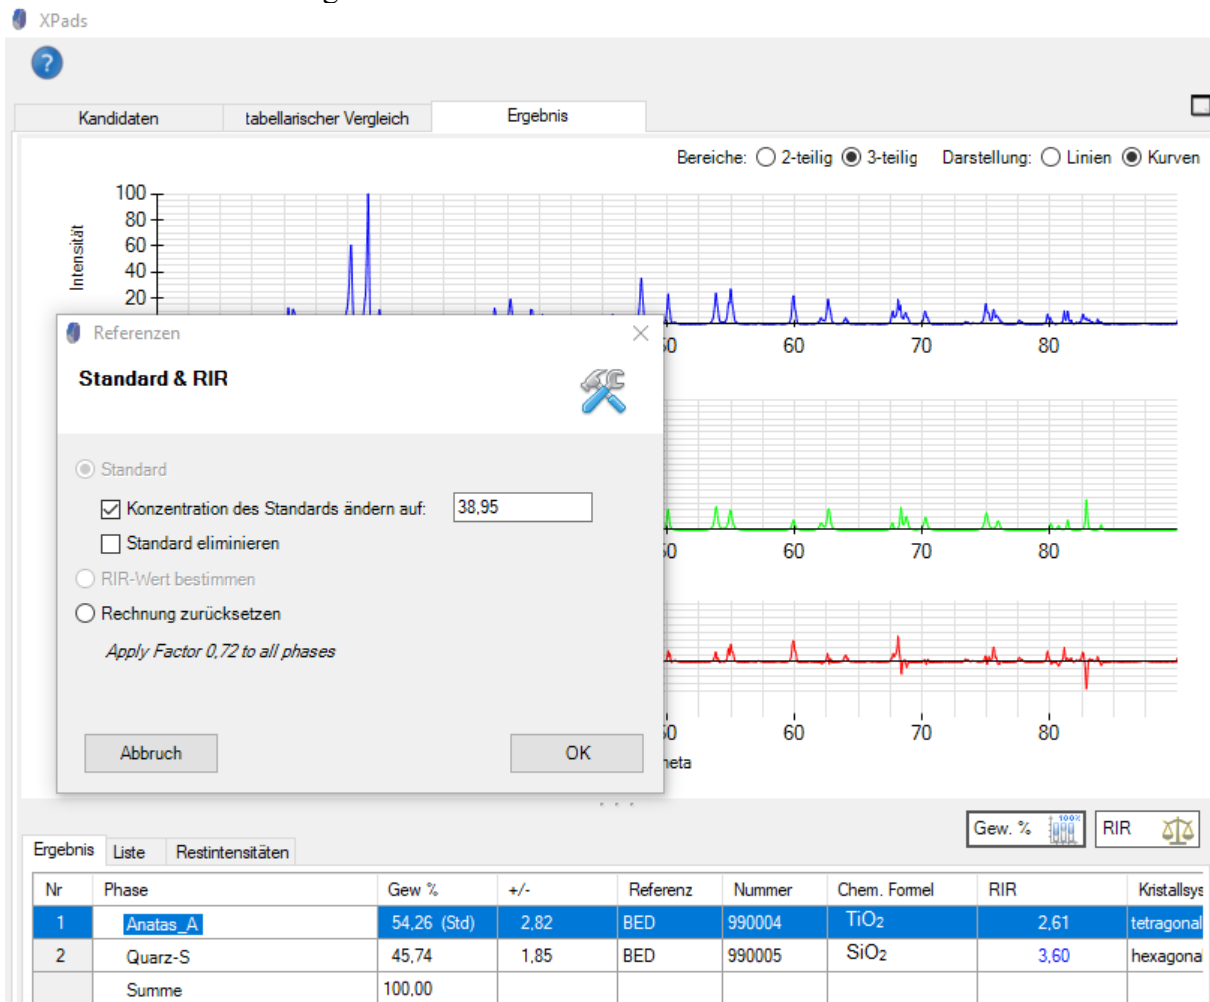 XPads
?
Kandidaten tabellarischer Vergleich Ergebnis
Bereiche: 2-teilig 3-teilig Darstellung: Linien Kurven
Intensität
100
80
60
40
20
60 70 80
Referenzen
Standard & RIR
Standard
Konzentration des Standards ändern auf: 38,95
Standard eliminieren
RIR-Wert bestimmen
Rechnung zurücksetzen
Apply Factor 0,72 to all phases
Abbruch OK
60 70 80
60 70 80
heta
Gew. % 100% RIR
Ergebnis Liste Restintensitäten
Nr Phase Gew % +/- Referenz Nummer Chem. Formel RIR Kristallsys
1 Anatas_A 54,26 (Std) 2,82 BED 990004 TiO₂ 2,61 tetragonal
2 Quarz-S 45,74 1,85 BED 990005 SiO₂ 3,60 hexagonal
Summe 100,00